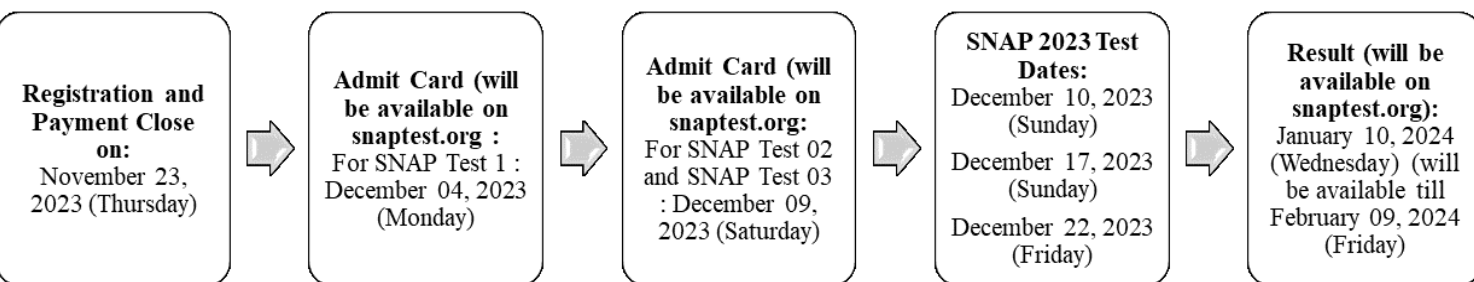 Registration and
Payment Close
on:
November 23,
2023 (Thursday)
Admit Card (will
be available on
snaptest.org :
For SNAP Test 1 :
December 04, 2023
(Monday)
Admit Card (will
be available on
snaptest.org:
For SNAP Test 02
and SNAP Test 03
: December 09,
2023 (Saturday)
SNAP 2023 Test
Dates:
December 10, 2023
(Sunday)
December 17, 2023
(Sunday)
December 22, 2023
(Friday)
Result (will be
available on
snaptest.org):
January 10, 2024
(Wednesday) (will
be available till
February 09, 2024
(Friday)